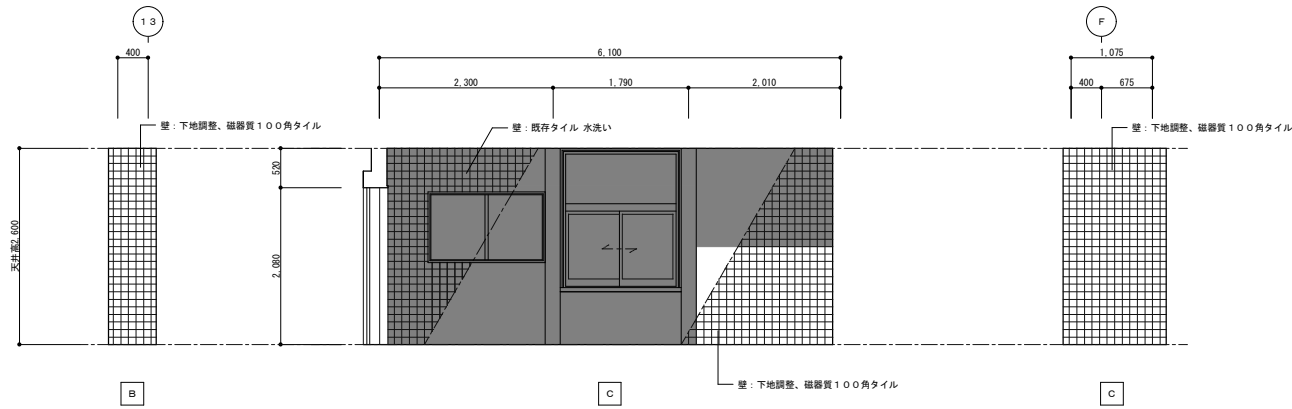 13
F
400
6,100
1,075
2,300
1,790
2,010
400
675
壁：下地調整、磁器質100角タイル
壁：既存タイル 水洗い
壁：下地調整、磁器質100角タイル
520
天井高2,600
2,080
壁：下地調整、磁器質100角タイル
B
C
C